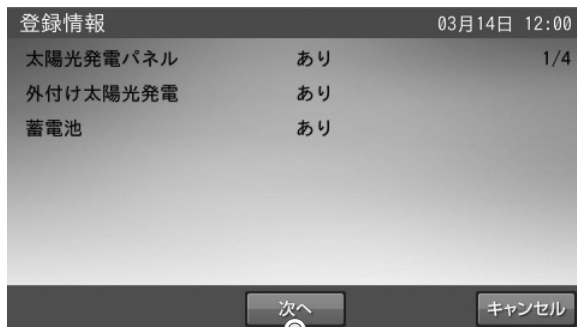 登録情報 03月14日 12:00
太陽光発電パネル あり 1/4
外付け太陽光発電 あり
蓄電池 あり
次へ キャンセル